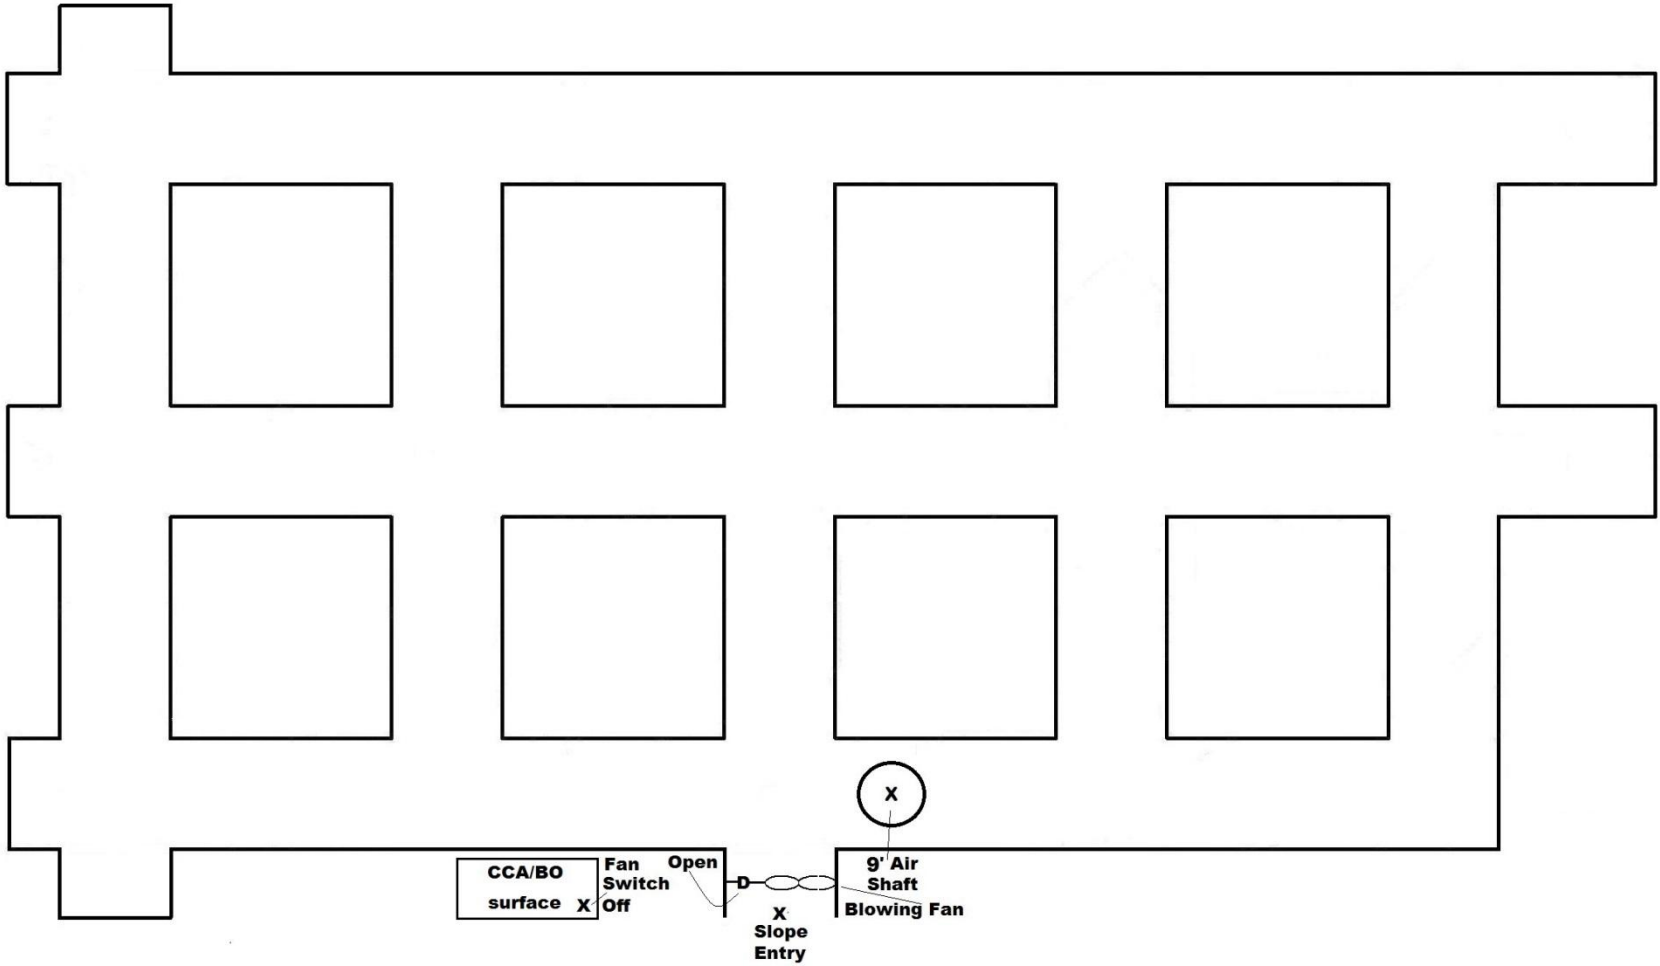 X
CCA/BO
surface X
Fan
Switch
Off
Open
D
X
Slope
Entry
9' Air
Shaft
Blowing Fan